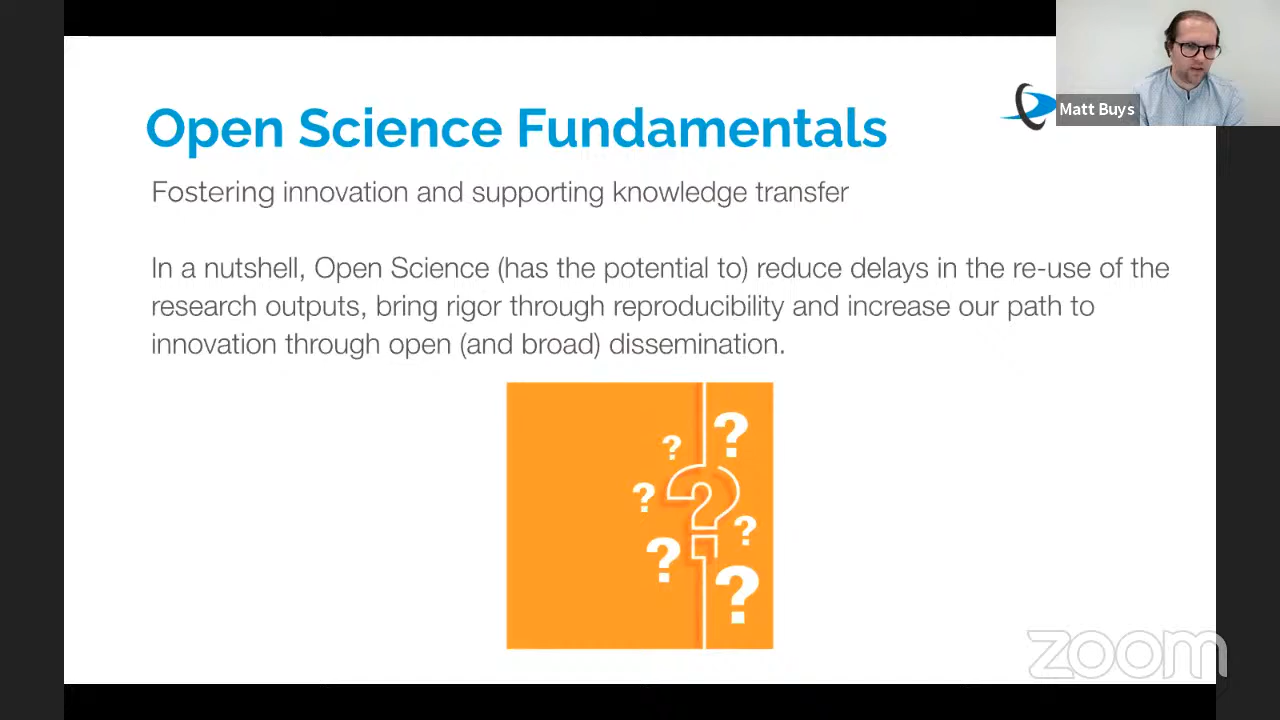 Open Science Fundamentals
Matt Buys
Fostering innovation and supporting knowledge transfer
In a nutshell, Open Science (has the potential to) reduce delays in the re-use of the
research outputs, bring rigor through reproducibility and increase our path to
innovation through open (and broad) dissemination.
?
?
?
?
?
?
?
zoom